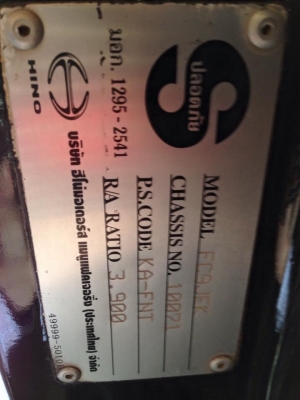 ปลอดภัย
มอก. 1295-2541
HINO
MODEL FC9JEK
CHASSIS NO. 10071
P.S.CODE KA-FNT
R/A RATIO 3.900
บริษัท ฮีโน่มอเตอร์ส แมนูแฟคเจอริ่ง (ประเทศไทย) จำกัด
49999-5010